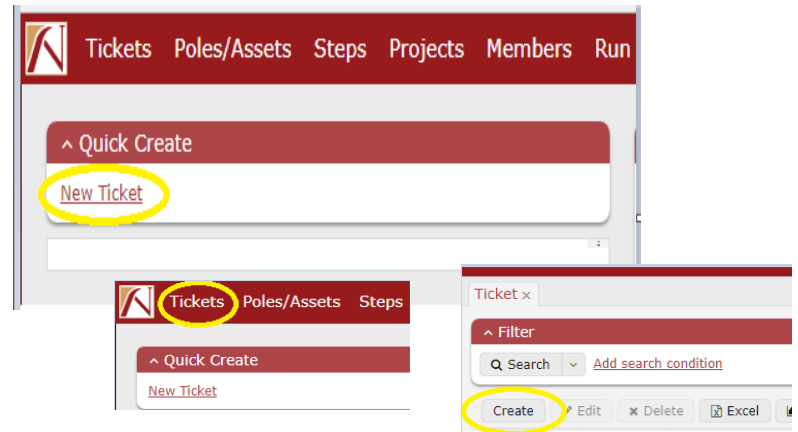 Tickets Poles/Assets Steps Projects Members Run
^ Quick Create
New Ticket
Tickets Poles/Assets Steps
^ Quick Create
New Ticket
Ticket ×
^ Filter
Search Add search condition
Create Edit × Delete Excel